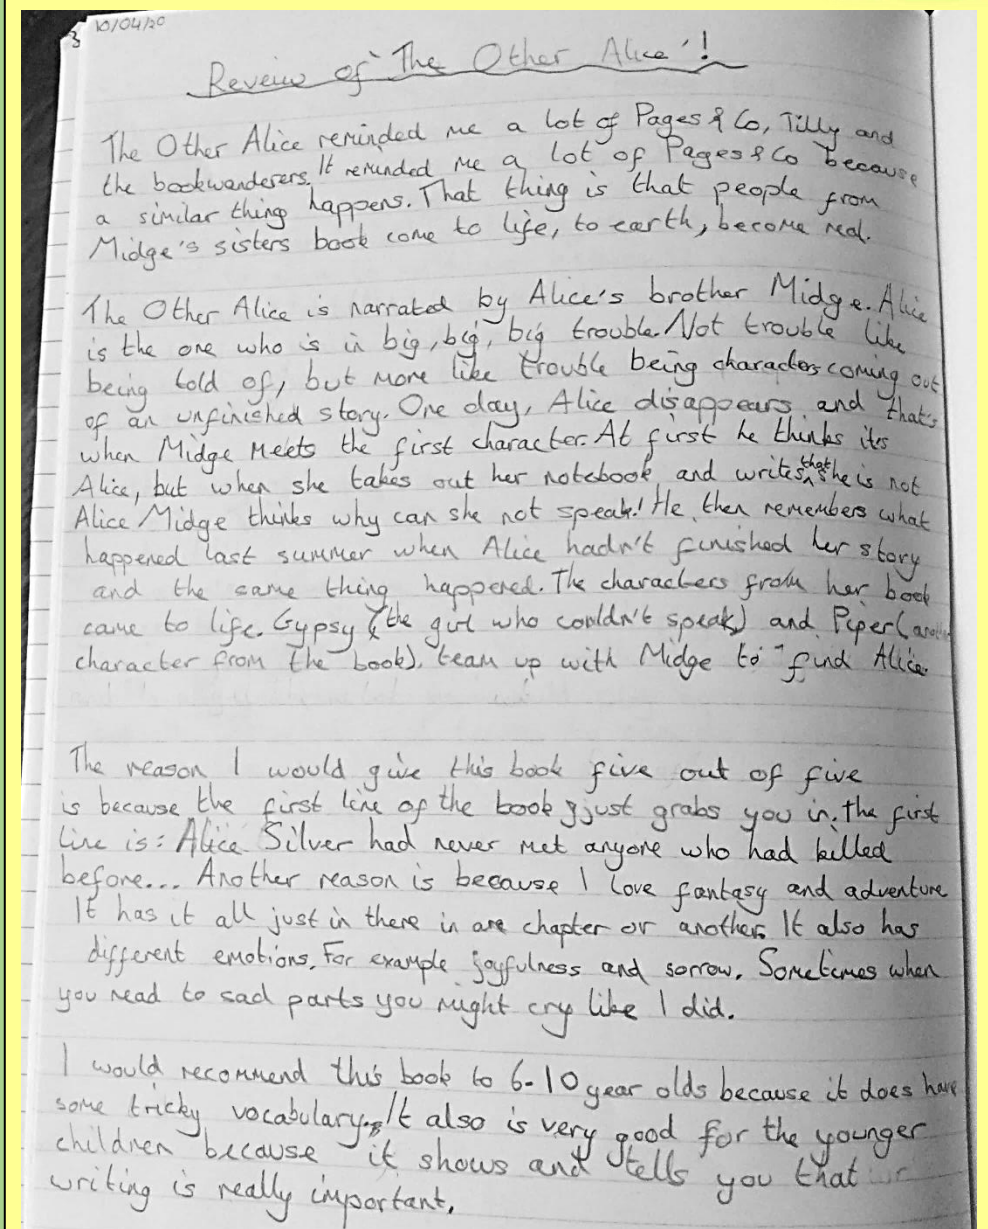 10/04/20
3
Reveiw of 'The Other Alice'!
The Other Alice reminded me a lot of Pages & Co, Tilly and
the bookwanderers. It reminded me a lot of Pages & Co because
a similar thing happens. That thing is that people from
Midge's sisters book come to life, to earth, become real.
The Other Alice is narrated by Alice's brother Midge. Alice
is the one who is in big, big, big trouble. Not trouble like
being told of, but more like trouble being characters coming out
of an unfinished story. One day, Alice disappears and that's
when Midge meets the first character. At first he thinks its
Alice, but when she takes out her notebook and writes that she is not
Alice Midge thinks why can she not speak! He then remembers what
happened last summer when Alice hadn't finished her story
and the same thing happened. The characters from her book
came to life. Gypsy (the girl who couldn't speak) and Piper (another
character from the book), team up with Midge to find Alice.
The reason I would give this book five out of five
is because the first line of the book just grabs you in. The first
line is: Alice Silver had never met anyone who had killed
before... Another reason is because I love fantasy and adventure
It has it all just in there in one chapter or another. It also has
different emotions. For example joyfulness and sorrow. Sometimes when
you read to sad parts you might cry like I did.
I would recommend this book to 6-10 year olds because it does have
some tricky vocabulary. It also is very good for the younger
children because it shows and tells you that
writing is really important.